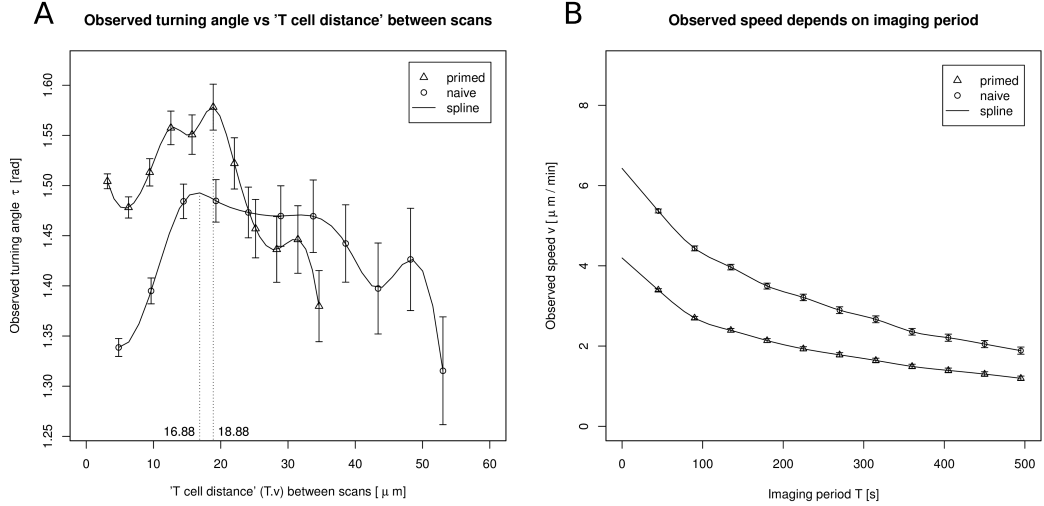 A
Observed turning angle vs 'T cell distance' between scans
primed
naive
spline
Observed turning angle τ [rad]
1.60
1.55
1.50
1.45
1.40
1.35
1.30
1.25
16.88 18.88
0 10 20 30 40 50 60
'T cell distance' (T.v) between scans [ μ m]
B
Observed speed depends on imaging period
primed
naive
spline
Observed speed v [ μ m / min]
8
6
4
2
0
0 100 200 300 400 500
Imaging period T [s]